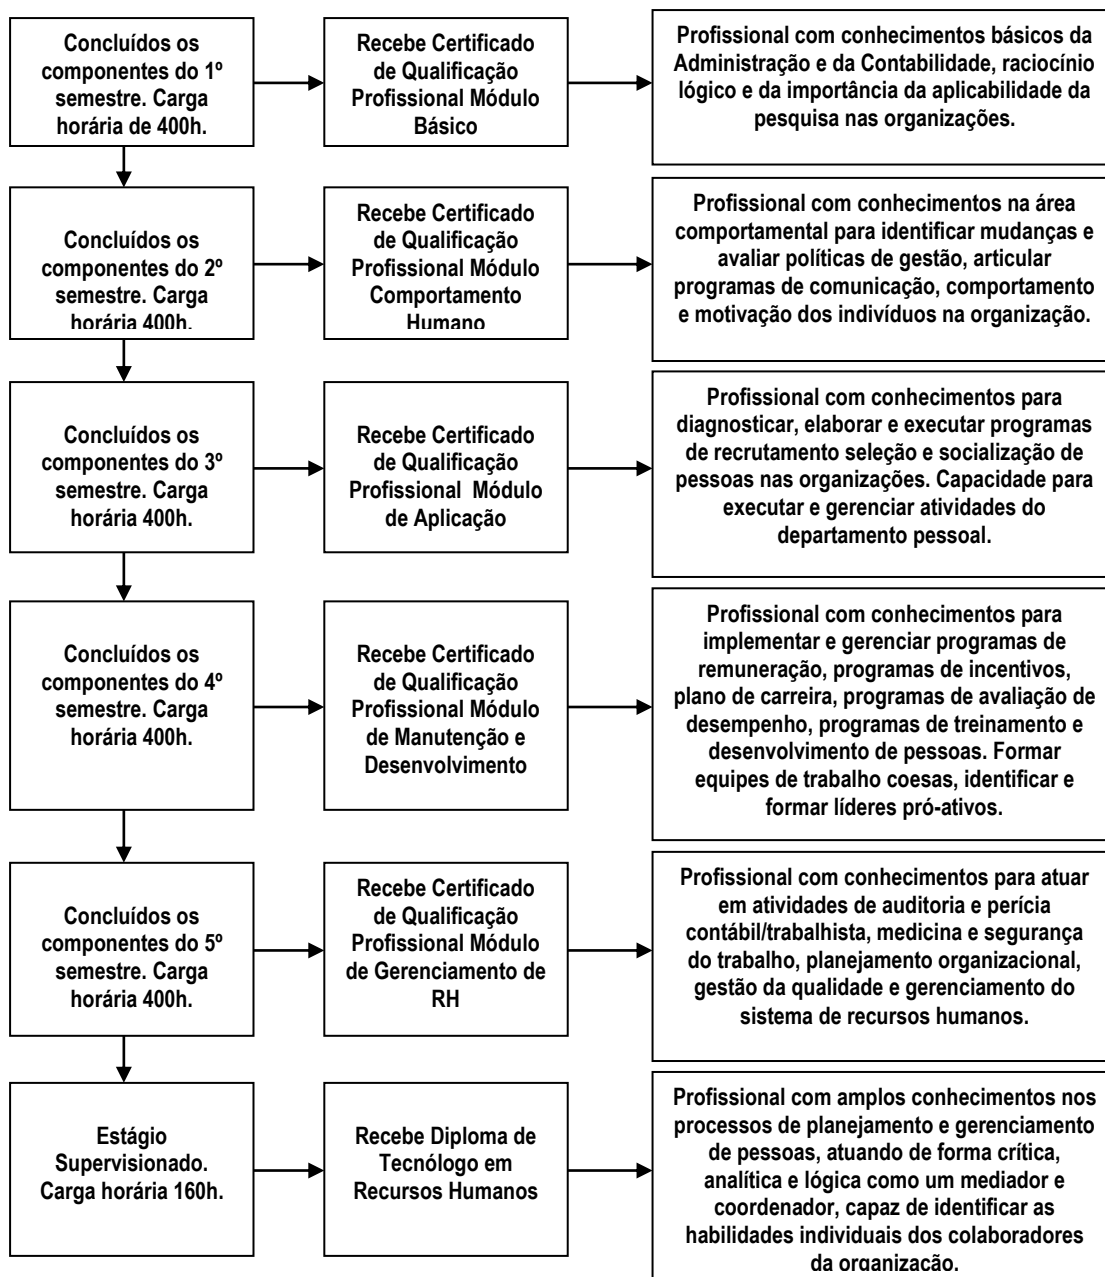 Concluídos os
componentes do 1º
semestre. Carga
horária de 400h.
Recebe Certificado
de Qualificação
Profissional Módulo
Básico
Profissional com conhecimentos básicos da
Administração e da Contabilidade, raciocínio
lógico e da importância da aplicabilidade da
pesquisa nas organizações.
Concluídos os
componentes do 2º
semestre. Carga
horária 400h.
Recebe Certificado
de Qualificação
Profissional Módulo
Comportamento
Humano
Profissional com conhecimentos na área
comportamental para identificar mudanças e
avaliar políticas de gestão, articular
programas de comunicação, comportamento
e motivação dos indivíduos na organização.
Concluídos os
componentes do 3º
semestre. Carga
horária 400h.
Recebe Certificado
de Qualificação
Profissional Módulo
de Aplicação
Profissional com conhecimentos para
diagnosticar, elaborar e executar programas
de recrutamento seleção e socialização de
pessoas nas organizações. Capacidade para
executar e gerenciar atividades do
departamento pessoal.
Concluídos os
componentes do 4º
semestre. Carga
horária 400h.
Recebe Certificado
de Qualificação
Profissional Módulo
de Manutenção e
Desenvolvimento
Profissional com conhecimentos para
implementar e gerenciar programas de
remuneração, programas de incentivos,
plano de carreira, programas de avaliação de
desempenho, programas de treinamento e
desenvolvimento de pessoas. Formar
equipes de trabalho coesas, identificar e
formar líderes pró-ativos.
Concluídos os
componentes do 5º
semestre. Carga
horária 400h.
Recebe Certificado
de Qualificação
Profissional Módulo
de Gerenciamento de
RH
Profissional com conhecimentos para atuar
em atividades de auditoria e perícia
contábil/trabalhista, medicina e segurança
do trabalho, planejamento organizacional,
gestão da qualidade e gerenciamento do
sistema de recursos humanos.
Estágio
Supervisionado.
Carga horária 160h.
Recebe Diploma de
Tecnólogo em
Recursos Humanos
Profissional com amplos conhecimentos nos
processos de planejamento e gerenciamento
de pessoas, atuando de forma crítica,
analítica e lógica como um mediador e
coordenador, capaz de identificar as
habilidades individuais dos colaboradores
da organização.